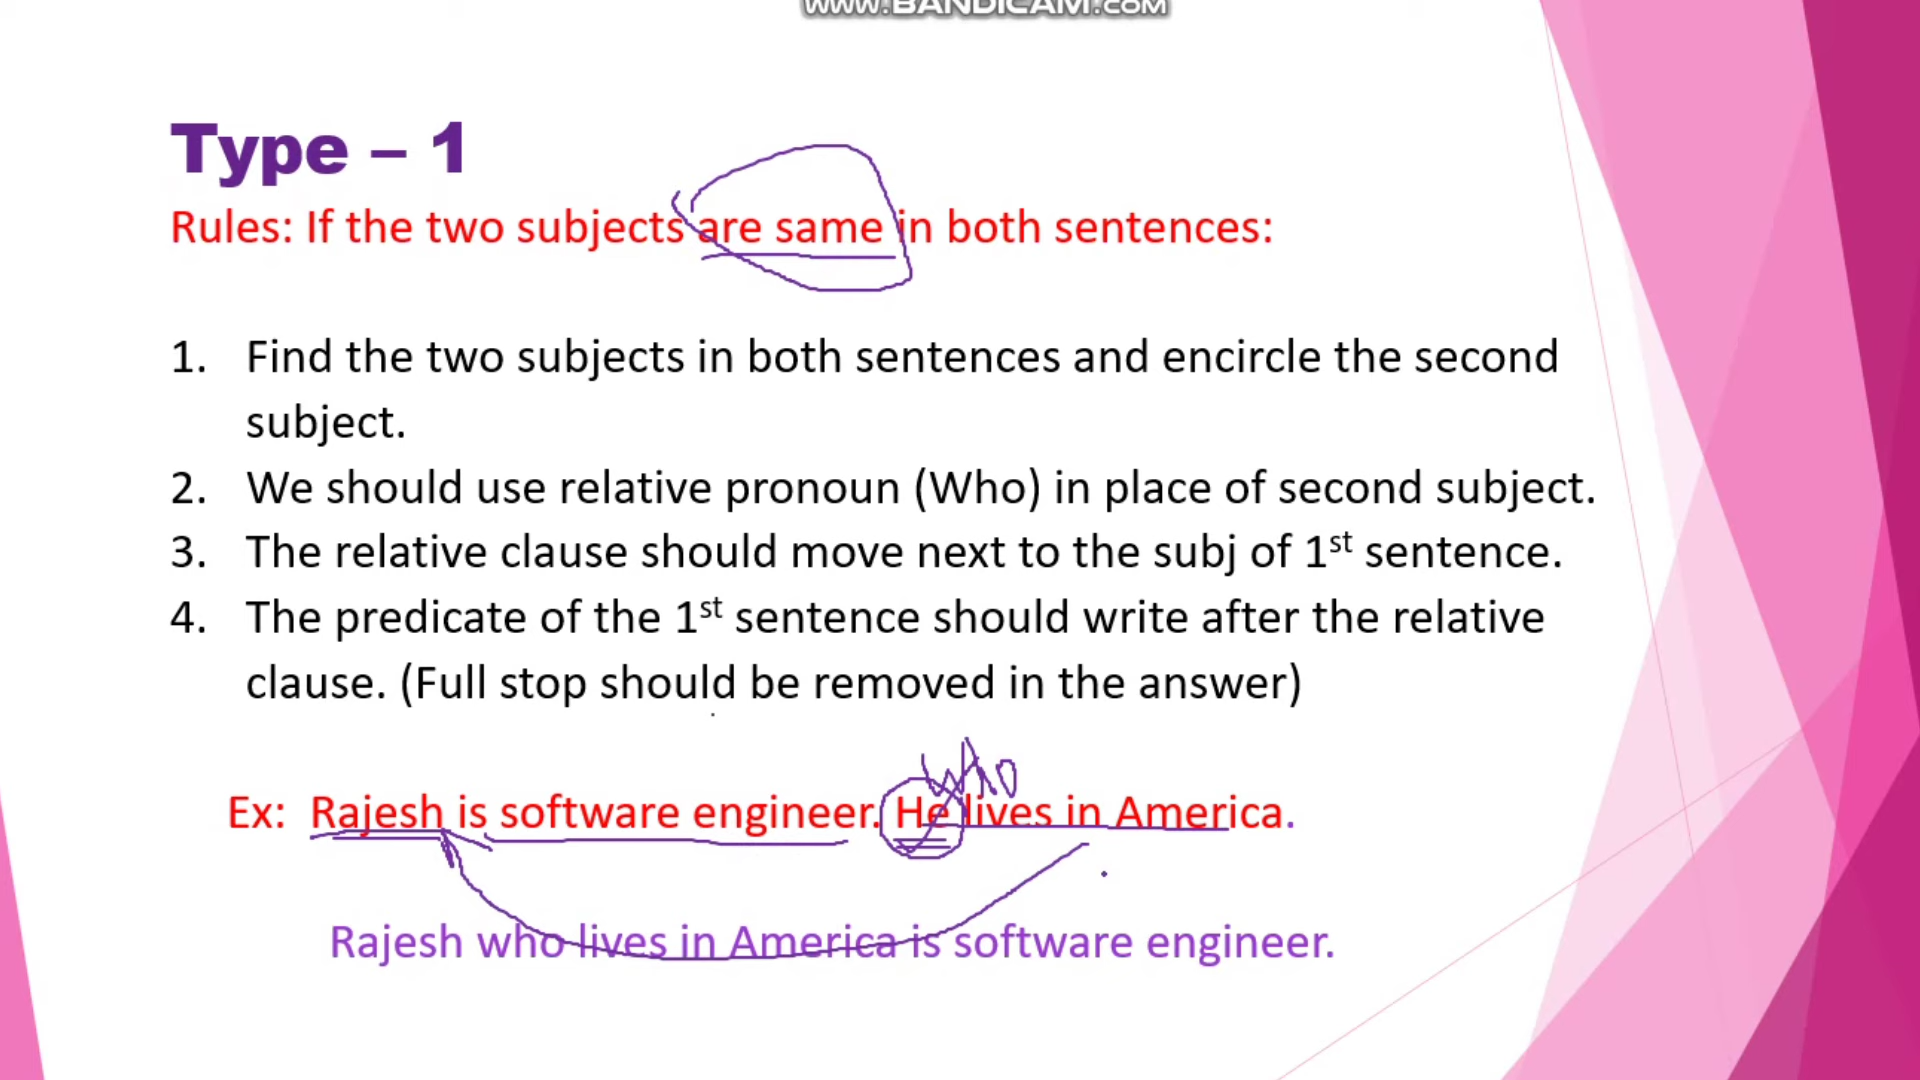 WWW.BANDICAM.COM
Type – 1
Rules: If the two subjects are same in both sentences:
1. Find the two subjects in both sentences and encircle the second
subject.
2. We should use relative pronoun (Who) in place of second subject.
3. The relative clause should move next to the subj of 1st sentence.
4. The predicate of the 1st sentence should write after the relative
clause. (Full stop should be removed in the answer)
who
Ex: Rajesh is software engineer. He lives in America.
Rajesh who lives in America is software engineer.